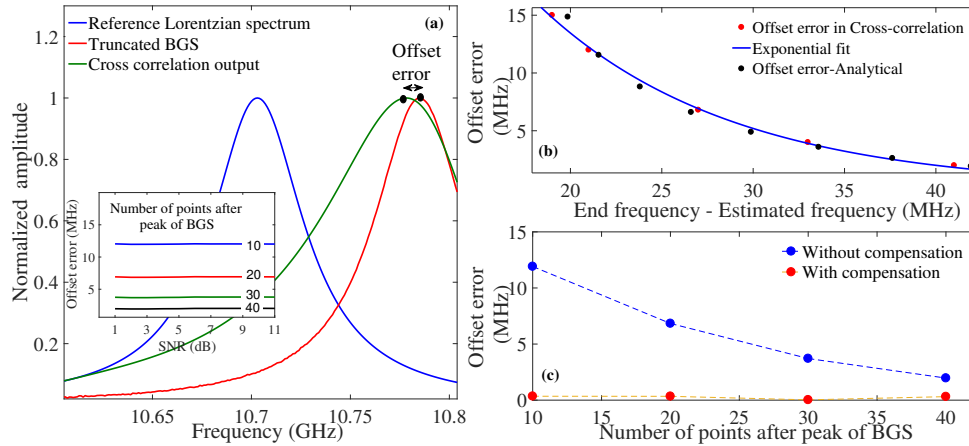 Reference Lorentzian spectrum
Truncated BGS
Cross correlation output
(a)
Offset
error
1.2
1
0.8
0.6
0.4
0.2
Normalized amplitude
10.65
10.7
10.75
10.8
Frequency (GHz)
Number of points after
peak of BGS
15
10
5
Offset error (MHz)
10
20
30
40
1
3
5
7
9
11
SNR (dB)
Offset error in Cross-correlation
Exponential fit
Offset error-Analytical
(b)
15
10
5
Offset error
(MHz)
20
25
30
35
40
End frequency - Estimated frequency (MHz)
Without compensation
With compensation
(c)
15
10
5
0
Offset error
(MHz)
10
15
20
25
30
35
40
Number of points after peak of BGS